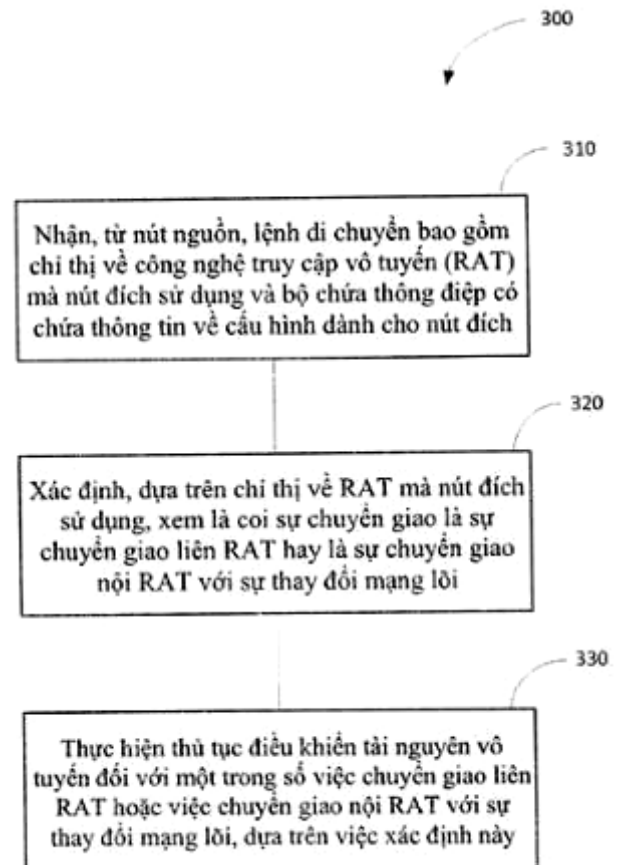 300
310
Nhận, từ nút nguồn, lệnh di chuyển bao gồm
chỉ thị về công nghệ truy cập vô tuyến (RAT)
mà nút đích sử dụng và bộ chứa thông điệp có
chứa thông tin về cấu hình dành cho nút đích
320
Xác định, dựa trên chỉ thị về RAT mà nút đích
sử dụng, xem là coi sự chuyển giao là sự
chuyển giao liên RAT hay là sự chuyển giao
nội RAT với sự thay đổi mạng lõi
330
Thực hiện thủ tục điều khiển tài nguyên vô
tuyến đối với một trong số việc chuyển giao liên
RAT hoặc việc chuyển giao nội RAT với sự
thay đổi mạng lõi, dựa trên việc xác định này